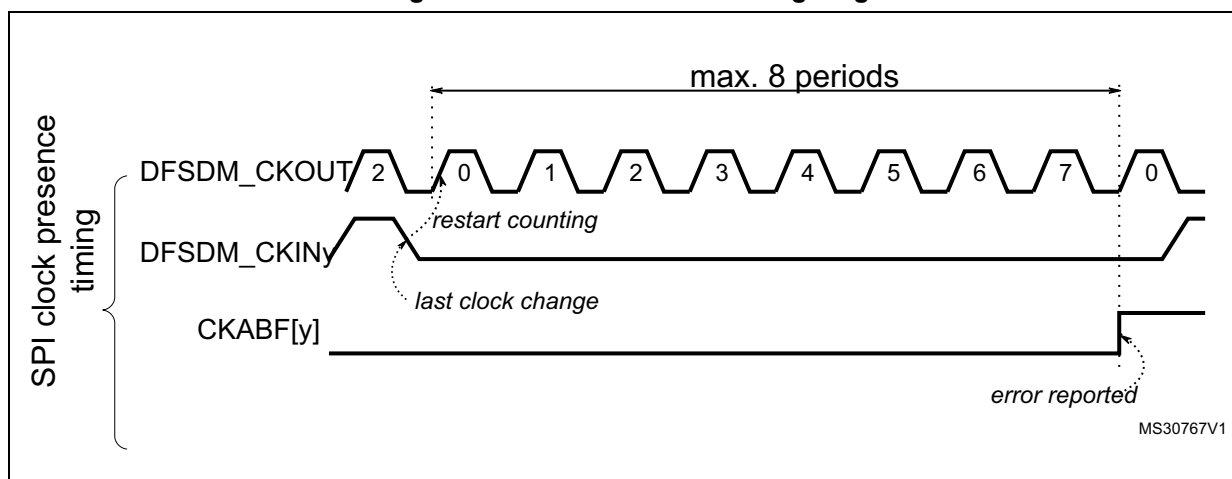 max. 8 periods
DFSDM_CKOUT 2 0 1 2 3 4 5 6 7 0
restart counting
SPI clock presence
timing
DFSDM_CKINy
last clock change
CKABF[y]
error reported
MS30767V1